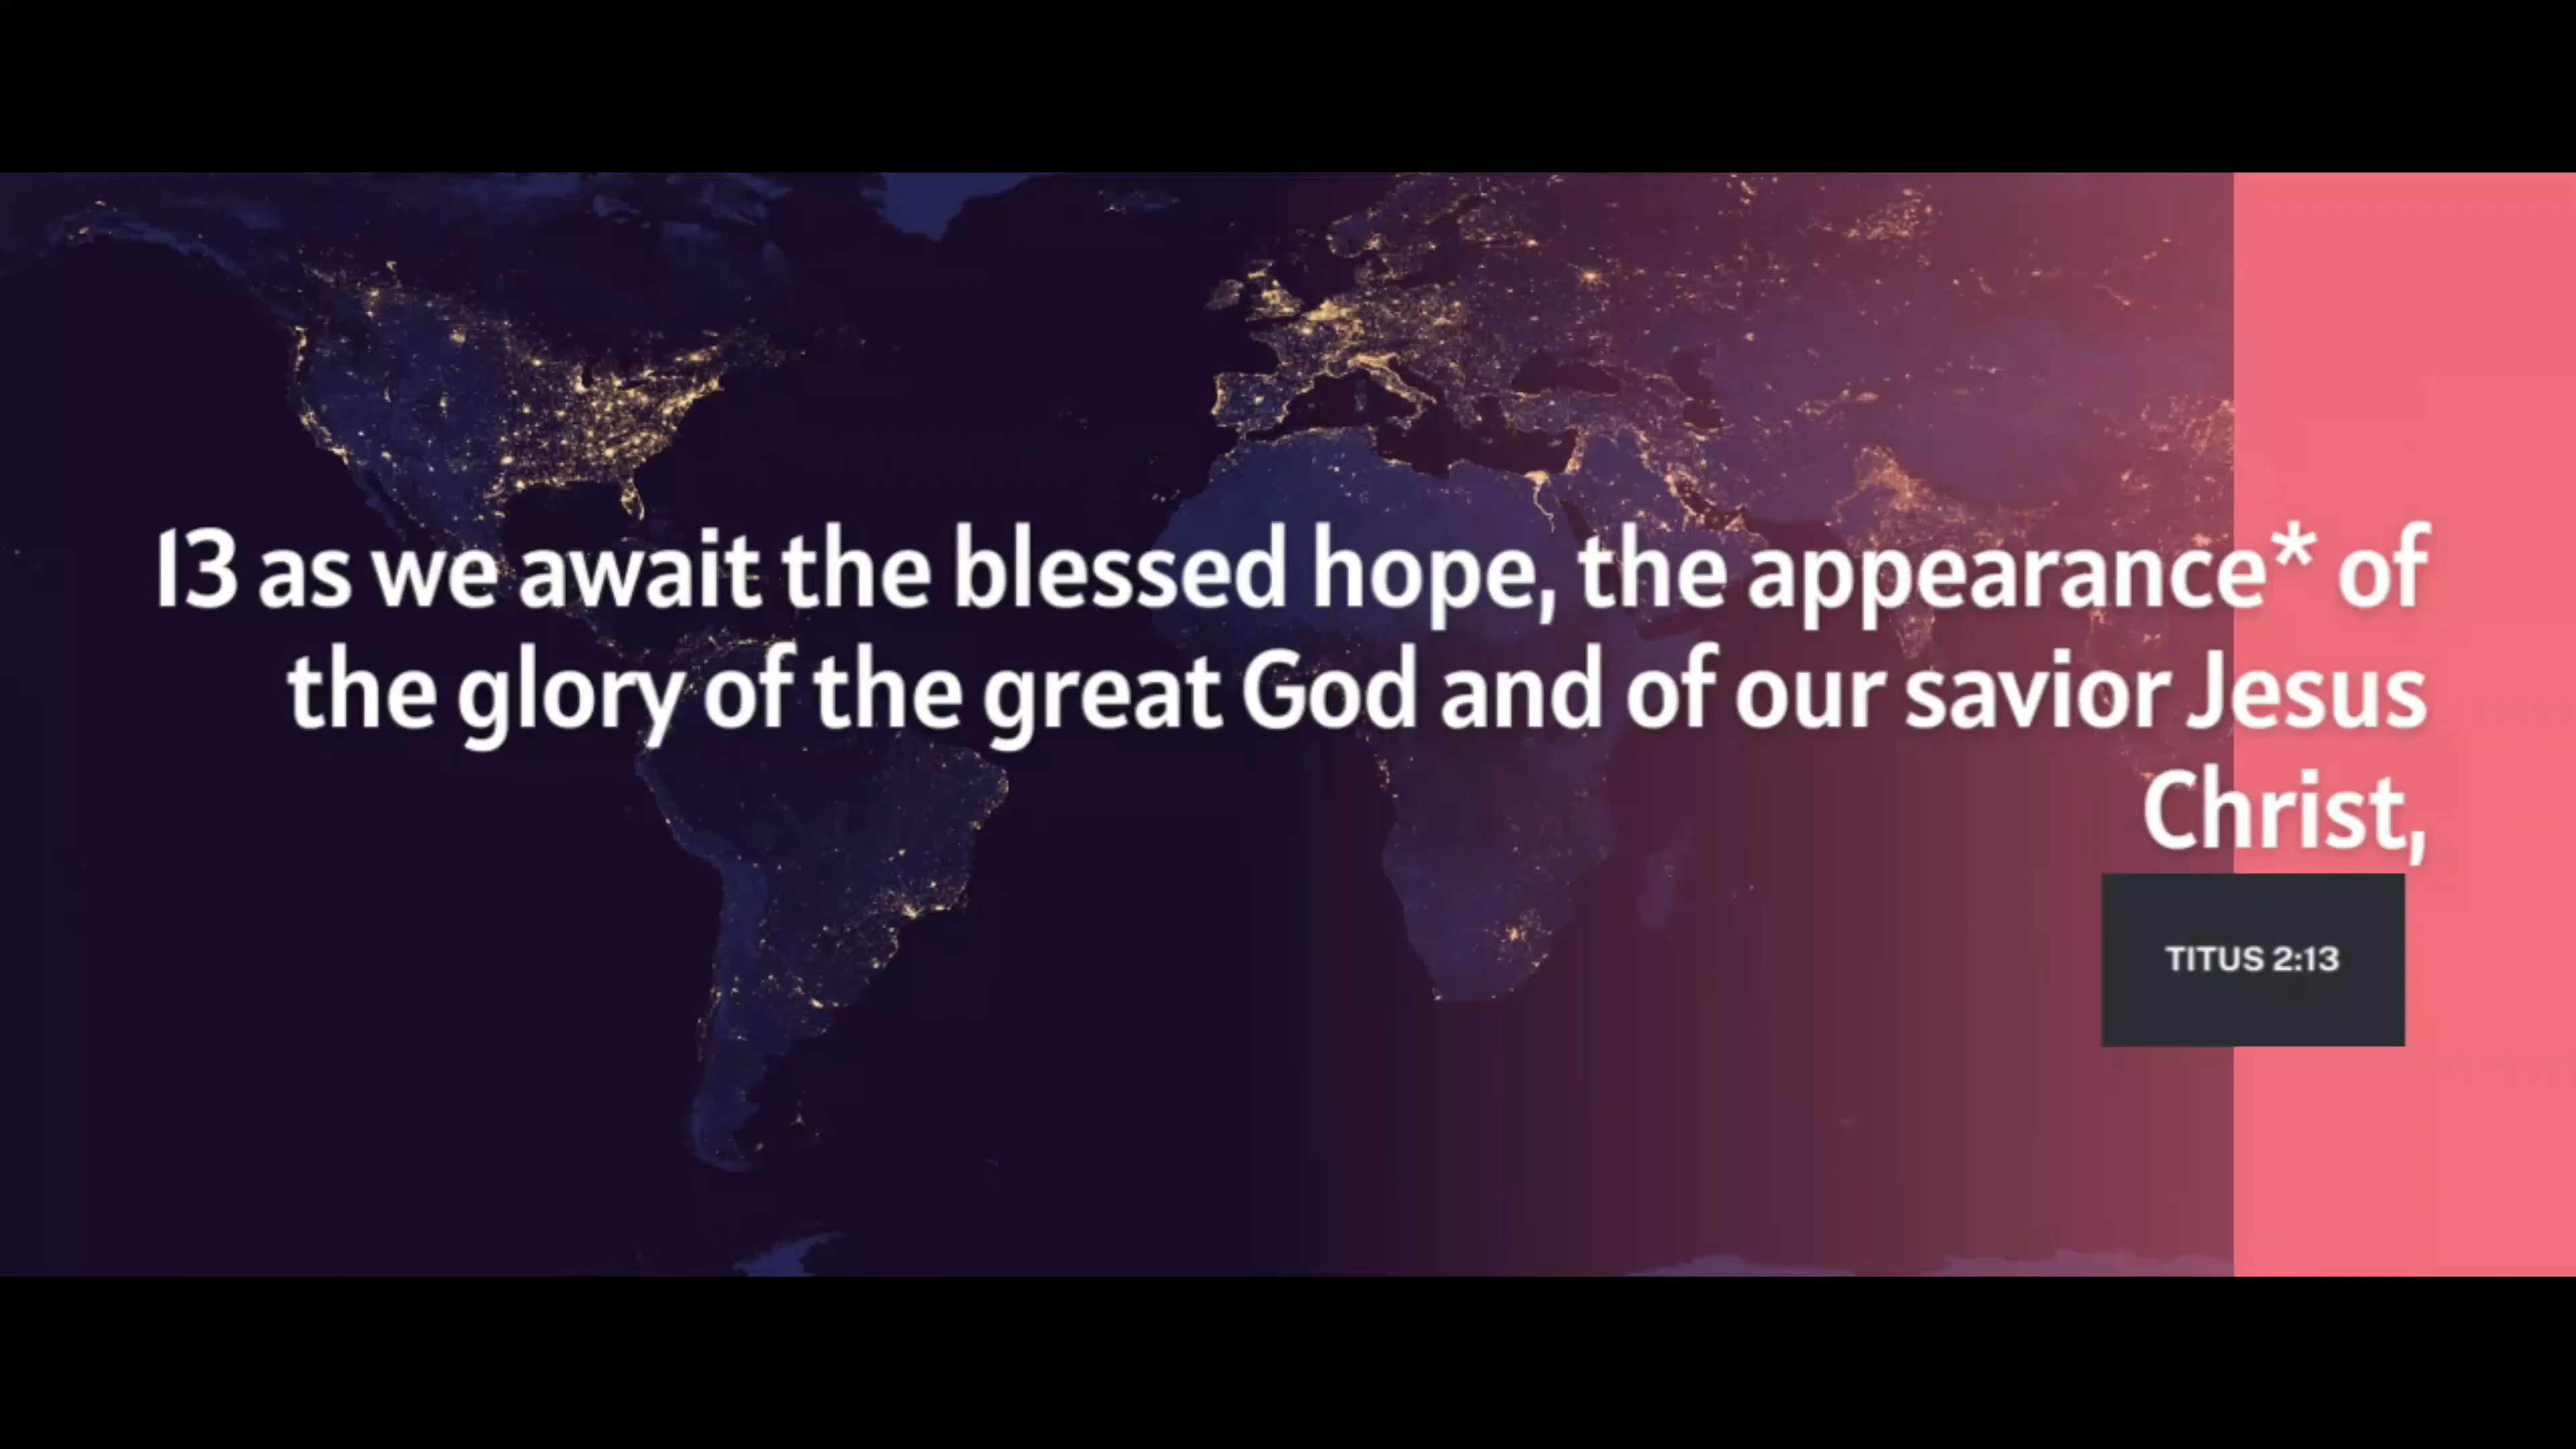 13 as we await the blessed hope, the appearance* of
the glory of the great God and of our savior Jesus
Christ,
TITUS 2:13